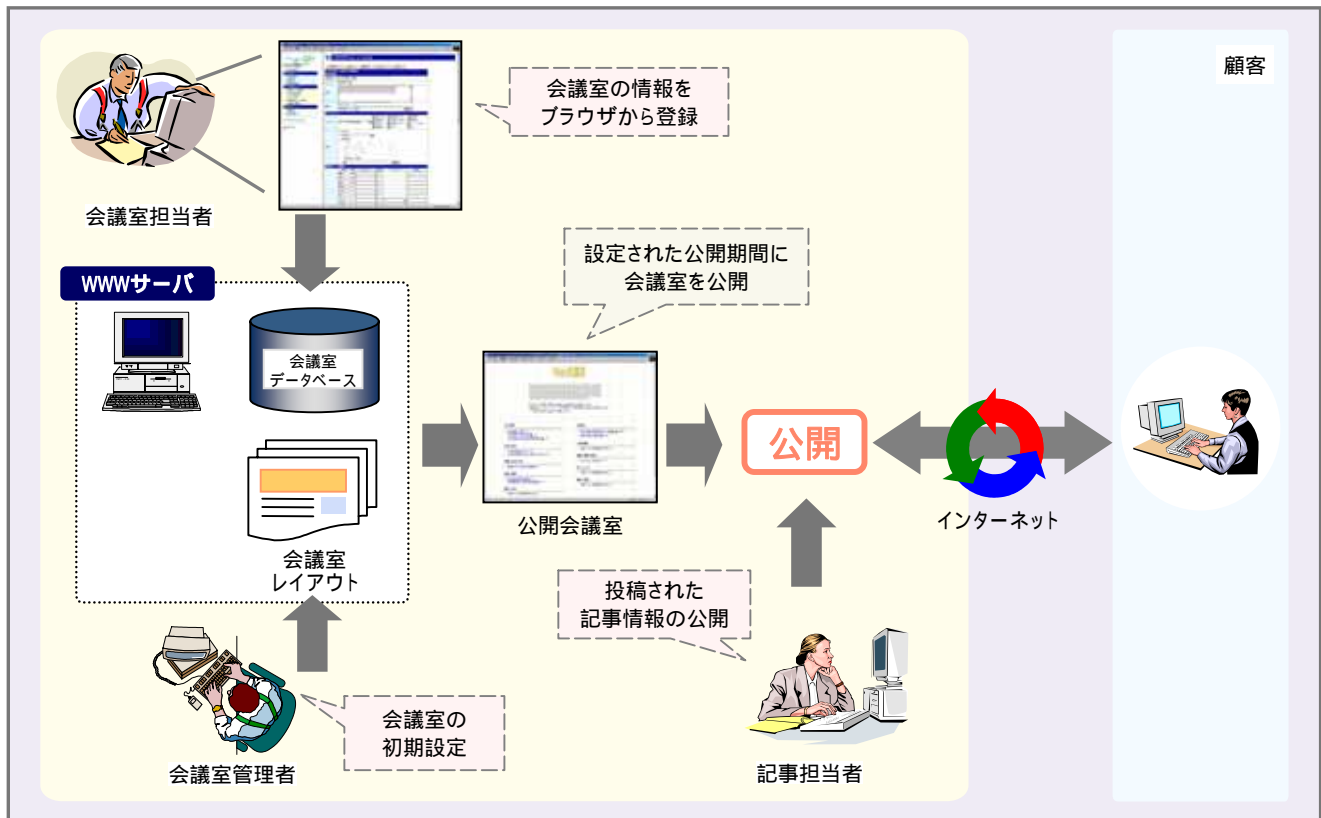 会議室の情報を
ブラウザから登録
顧客
会議室担当者
設定された公開期間に
会議室を公開
WWWサーバ
会議室
データベース
公開
会議室
レイアウト
公開会議室
インターネット
投稿された
記事情報の公開
会議室の
初期設定
会議室管理者
記事担当者